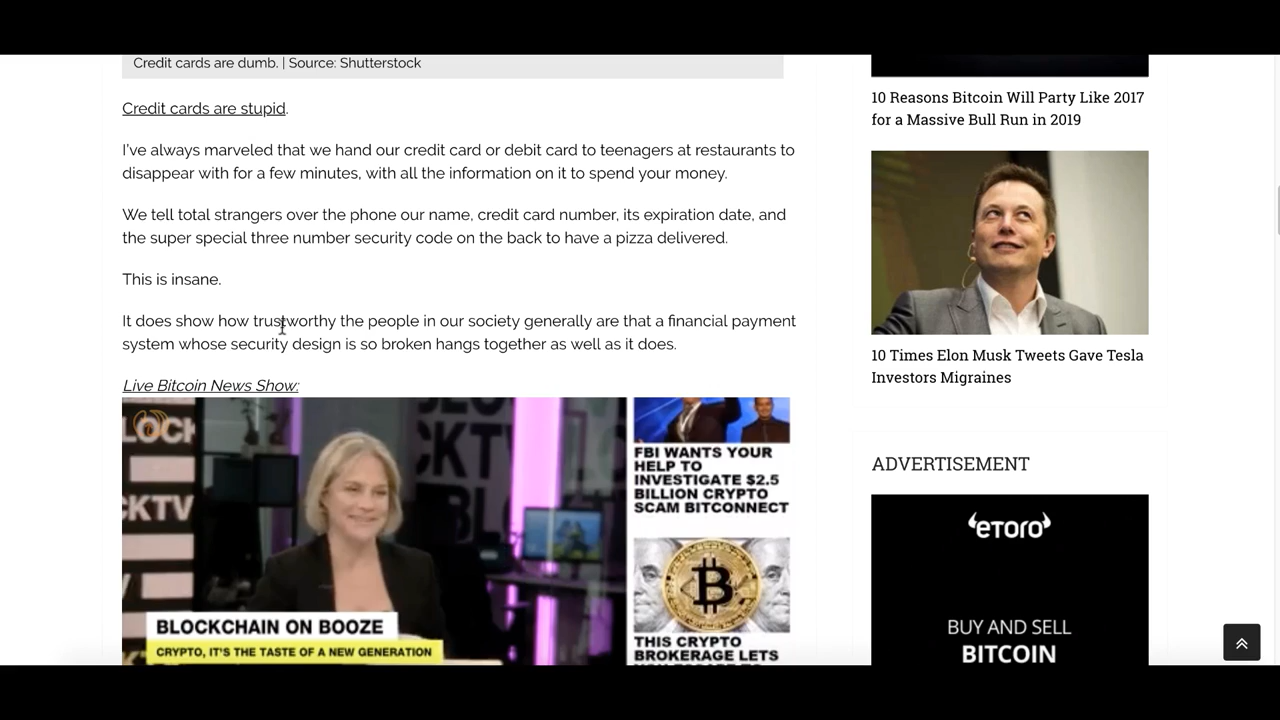 Credit cards are dumb. | Source: Shutterstock
Credit cards are stupid.
I've always marveled that we hand our credit card or debit card to teenagers at restaurants to
disappear with for a few minutes, with all the information on it to spend your money.
We tell total strangers over the phone our name, credit card number, its expiration date, and
the super special three number security code on the back to have a pizza delivered.
This is insane.
It does show how trustworthy the people in our society generally are that a financial payment
system whose security design is so broken hangs together as well as it does.
Live Bitcoin News Show:
LOCK
CKTV
BLOCK
CKTV
BLO
BLOCKCHAIN ON BOOZE
CRYPTO, IT'S THE TASTE OF A NEW GENERATION
FBI WANTS YOUR
HELP TO
INVESTIGATE $2.5
BILLION CRYPTO
SCAM BITCONNECT
THIS CRYPTO
BROKERAGE LETS
10 Reasons Bitcoin Will Party Like 2017
for a Massive Bull Run in 2019
10 Times Elon Musk Tweets Gave Tesla
Investors Migraines
ADVERTISEMENT
eToro
BUY AND SELL
BITCOIN